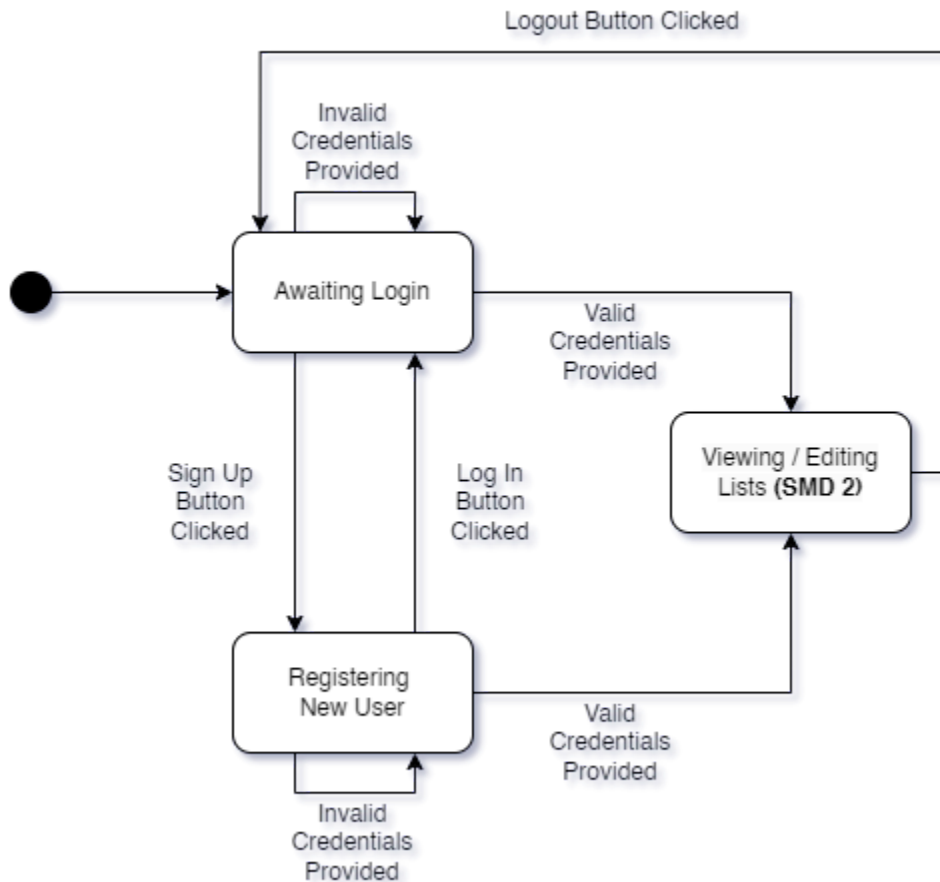 Logout Button Clicked
Invalid
Credentials
Provided
Awaiting Login
Valid
Credentials
Provided
Viewing / Editing
Lists (SMD 2)
Sign Up
Button
Clicked
Log In
Button
Clicked
Registering
New User
Valid
Credentials
Provided
Invalid
Credentials
Provided